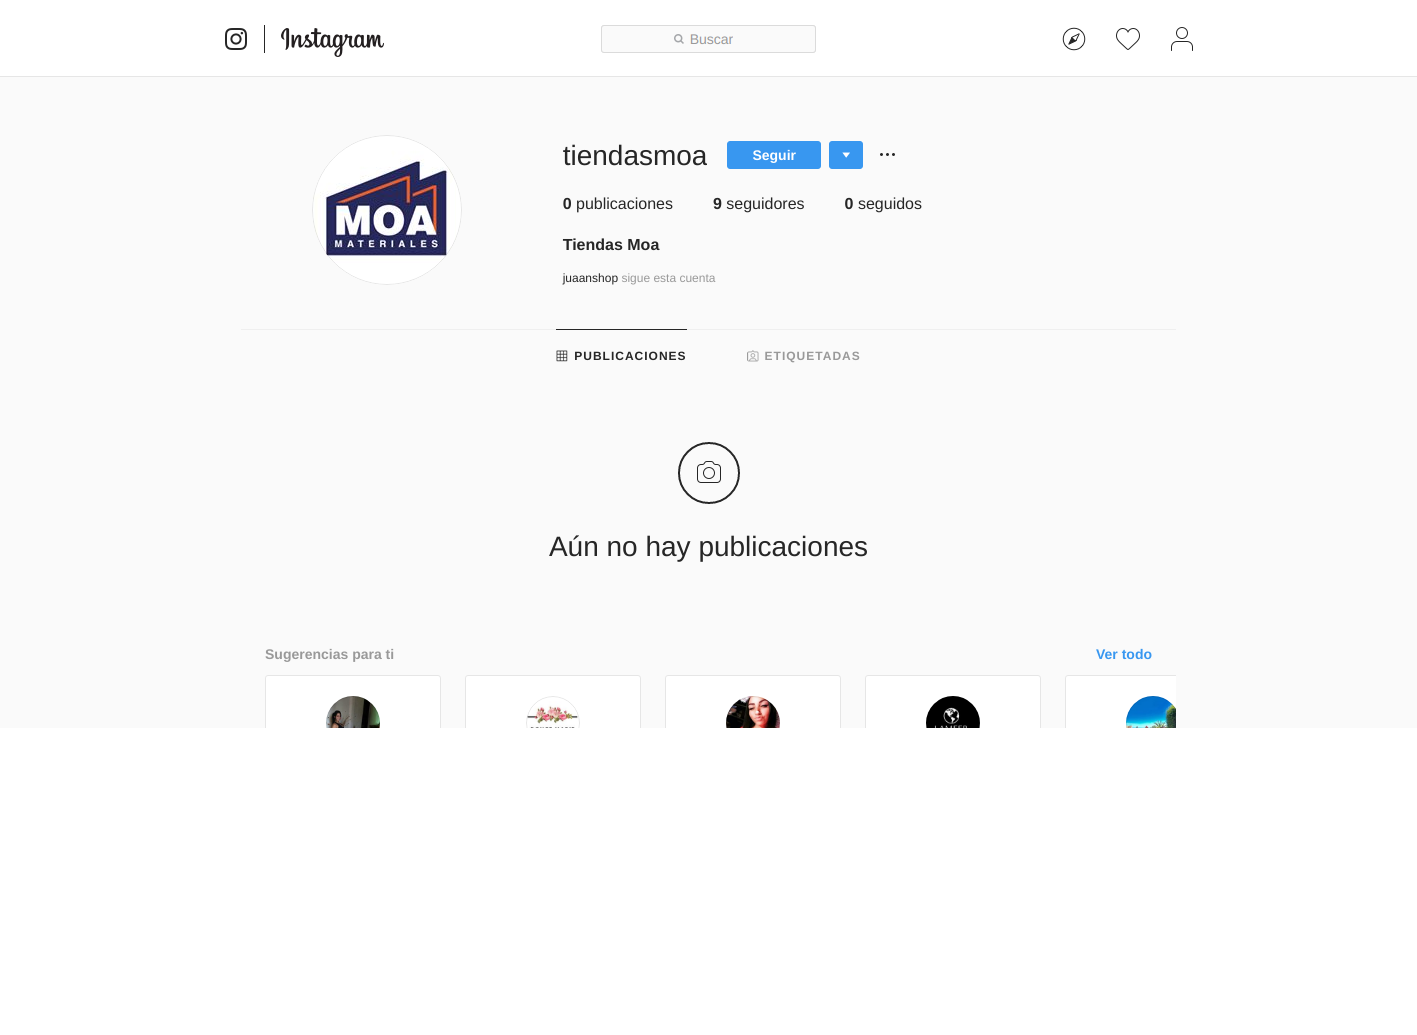 Instagram
Buscar
tiendasmoa Seguir
MOA
MATERIALES
0 publicaciones 9 seguidores 0 seguidos
Tiendas Moa
juaanshop sigue esta cuenta
PUBLICACIONES ETIQUETADAS
Aún no hay publicaciones
Sugerencias para ti Ver todo